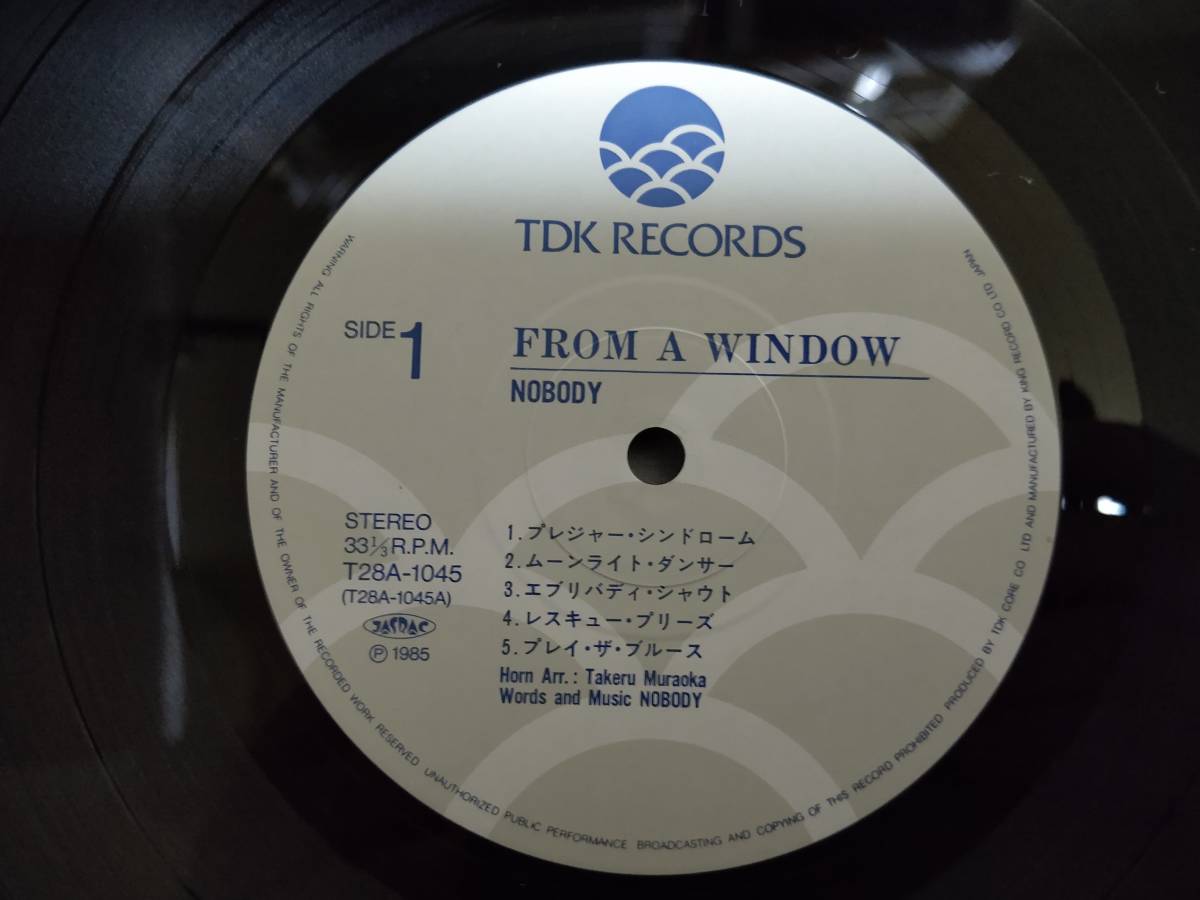 TDK RECORDS
SIDE 1
FROM A WINDOW
NOBODY
STEREO
33⅓ R.P.M.
T28A-1045
(T28A-1045A)
JASRAC
Ⓟ 1985
1. プレジャー・シンドローム
2. ムーンライト・ダンサー
3. エブリバディ・シャウト
4. レスキュー・プリーズ
5. プレイ・ザ・ブルース
Horn Arr.: Takeru Muraoka
Words and Music NOBODY
WARNING ALL RIGHTS OF THE MANUFACTURER AND OF THE OWNER OF THE RECORDED WORK RESERVED UNAUTHORIZED PUBLIC PERFORMANCE BROADCASTING AND COPYING OF THIS RECORD PROHIBITED PRODUCED BY TDK CORE CO LTD AND MANUFACTURED BY KING RECORD CO LTD JAPAN